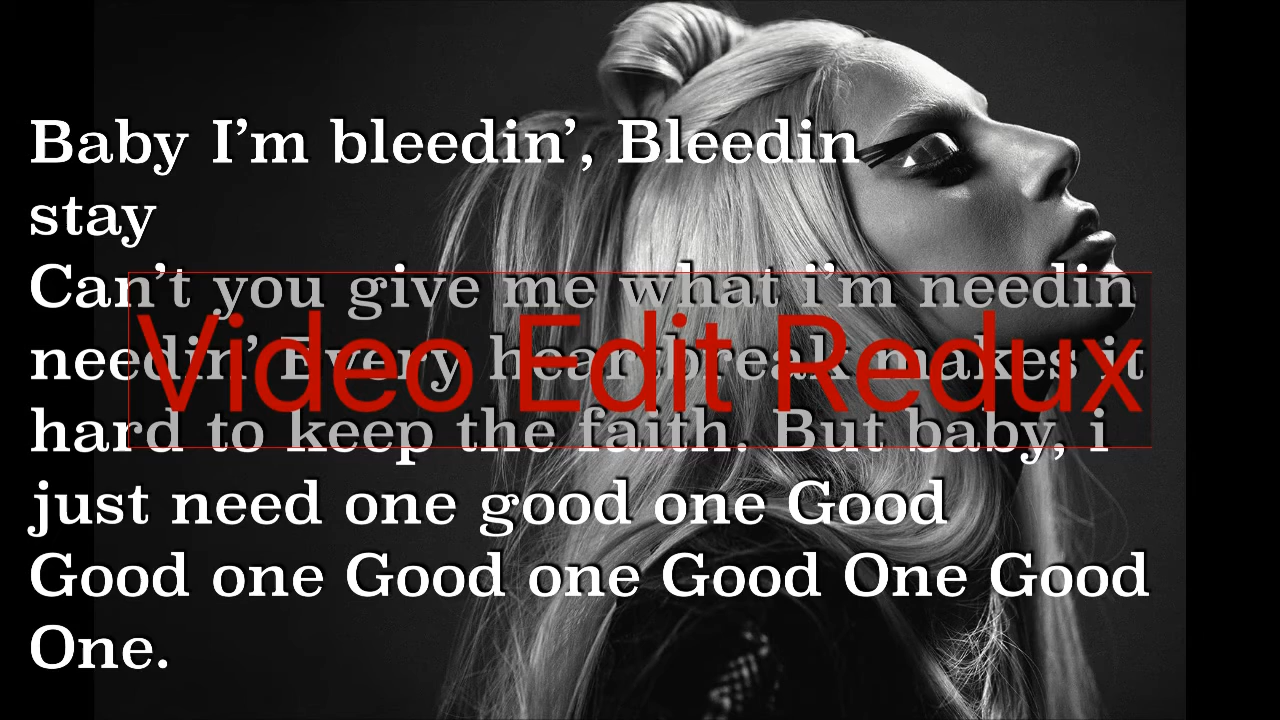 Baby I’m bleedin’, Bleedin
stay
Can’t you give me what i’m needin
needin’ Every heartbreak makes it
Video Edit Redux
hard to keep the faith. But baby, i
just need one good one Good
Good one Good one Good One Good
One.